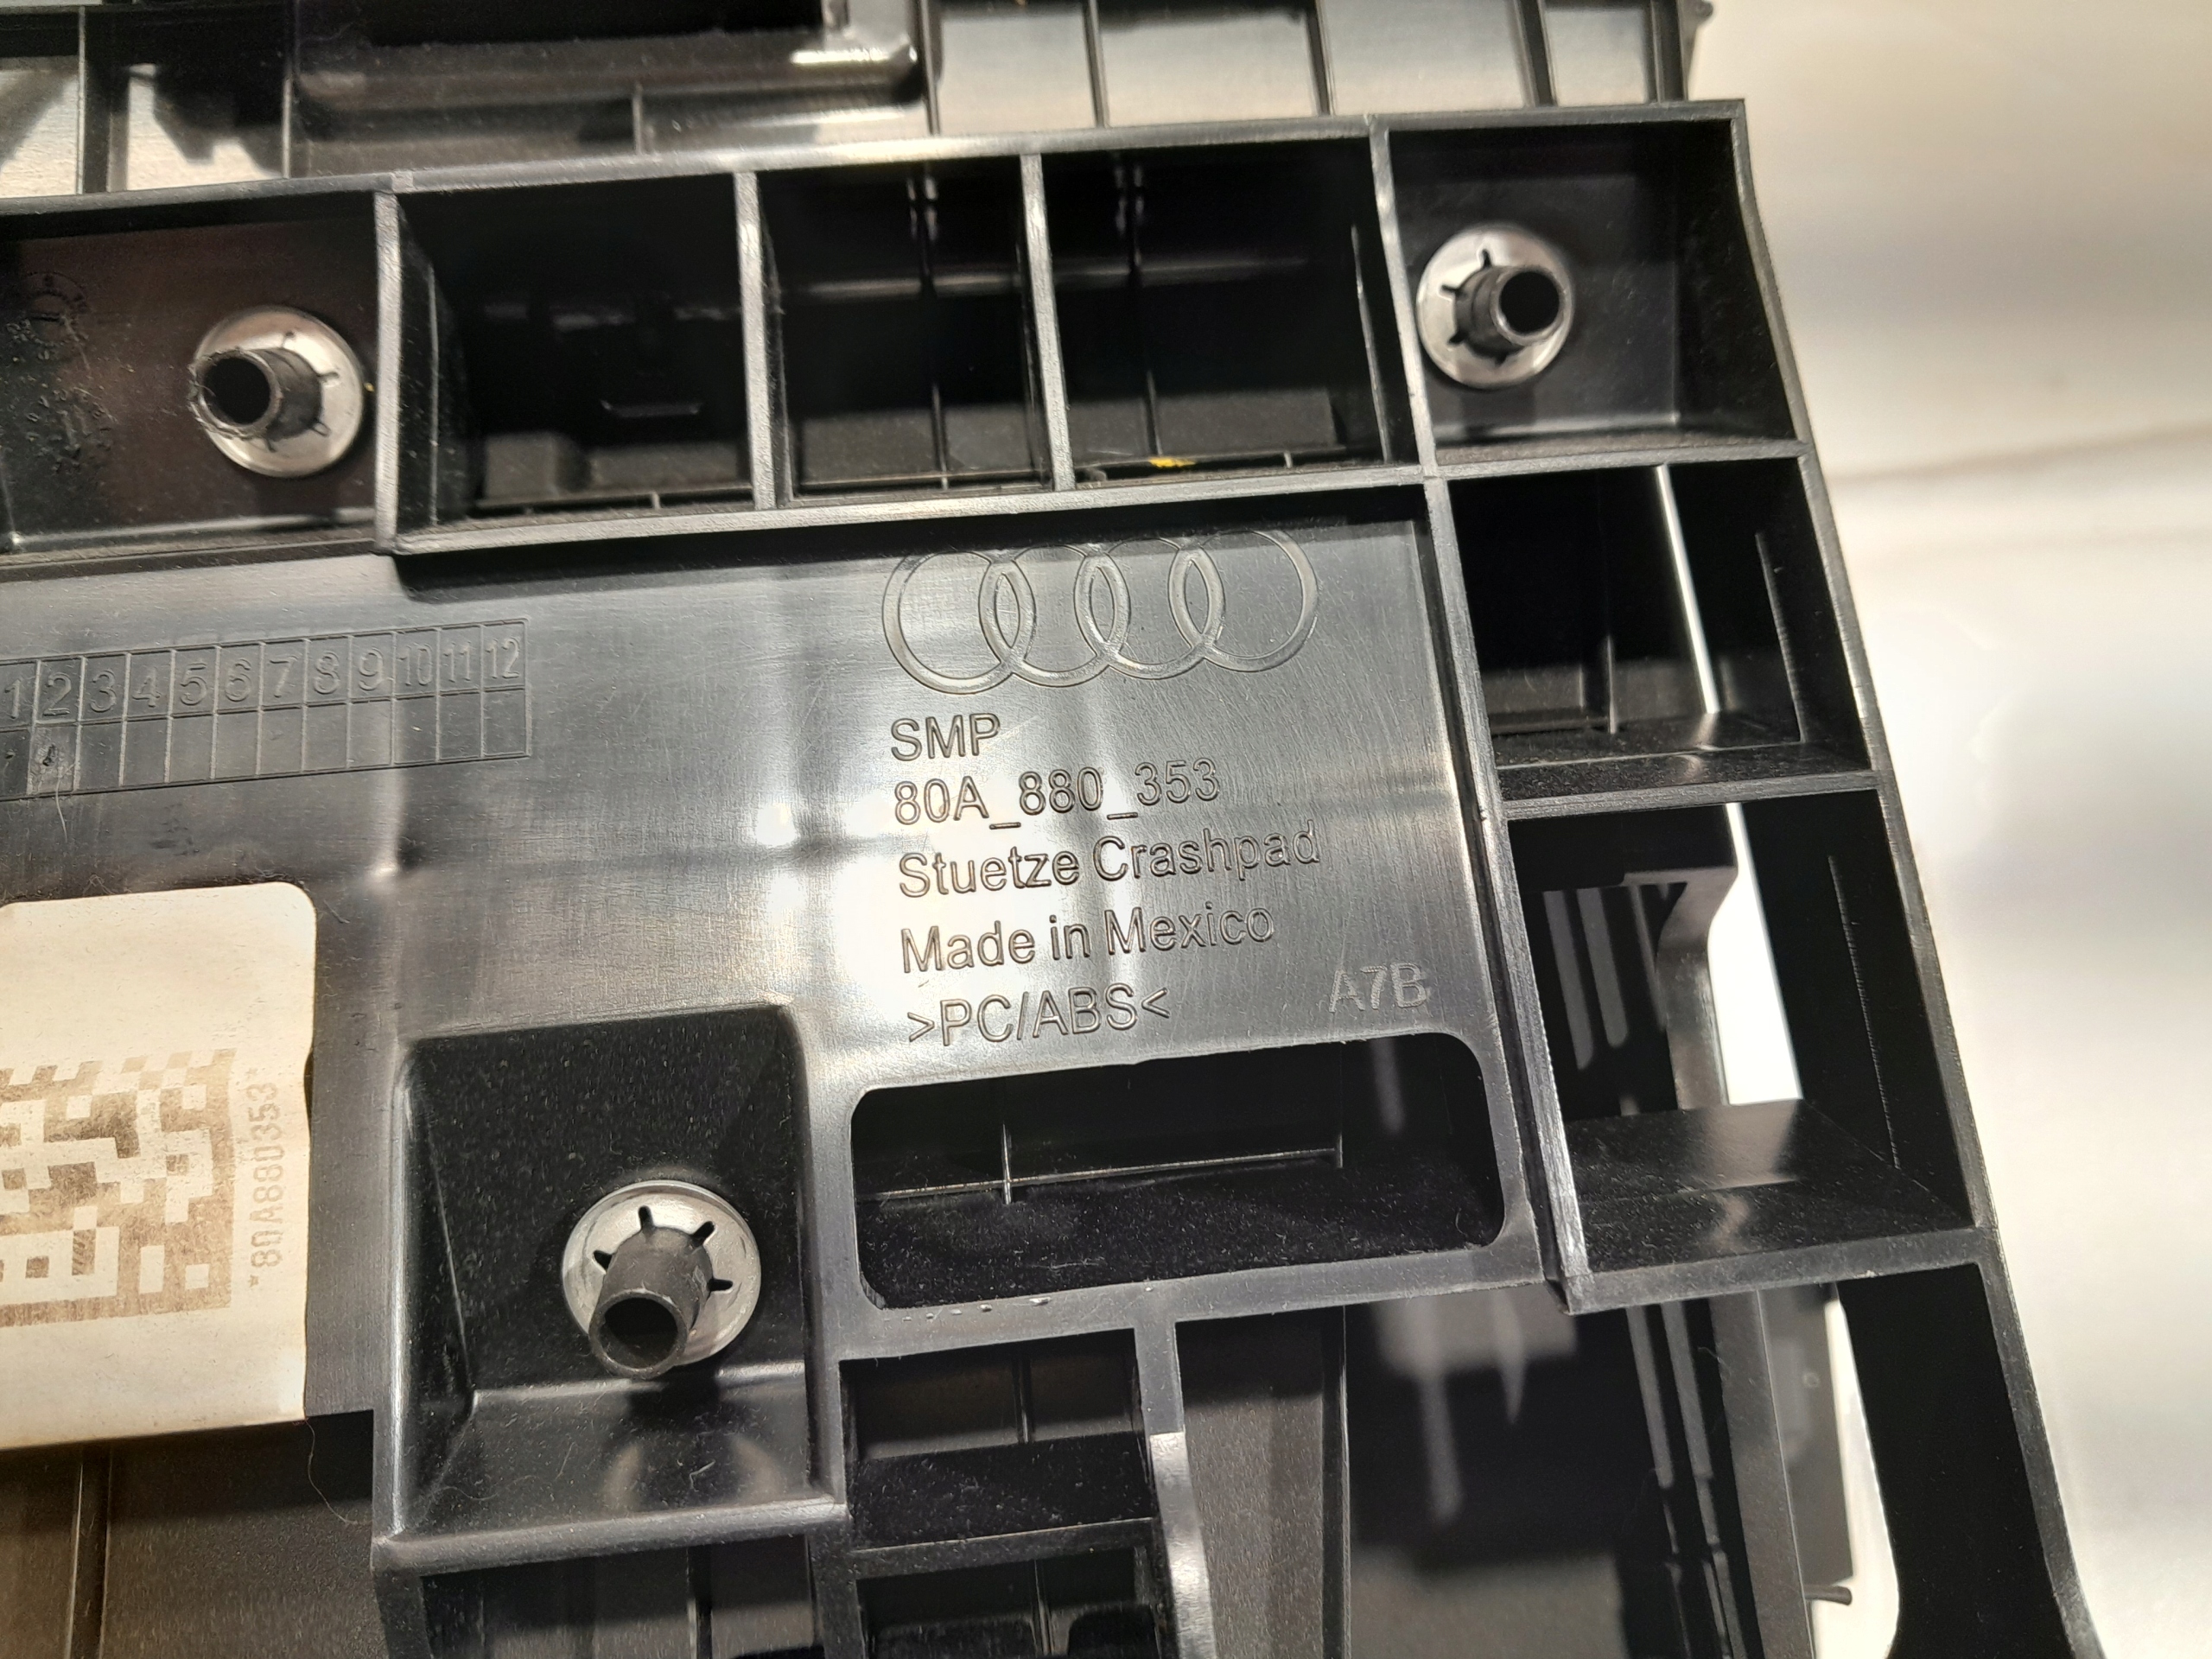 1 2 3 4 5 6 7 8 9 10 11 12
SMP
80A_880_353
Stuetze Crashpad
Made in Mexico
>PC/ABS<
A7B
*80A880353*